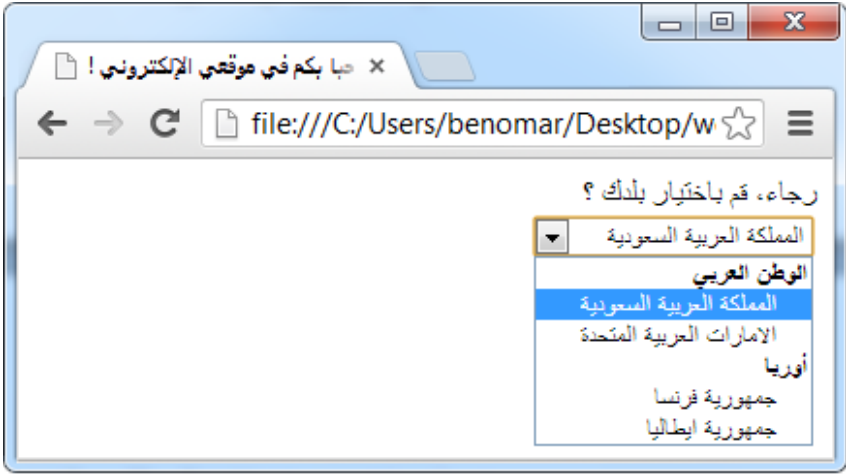 حبا بكم في موقعي الإلكتروني !
file:///C:/Users/benomar/Desktop/w
رجاء، قم باختيار بلدك ؟
المملكة العربية السعودية
الوطن العربي
المملكة العربية السعودية
الامارات العربية المتحدة
أوربا
جمهورية فرنسا
جمهورية ايطاليا